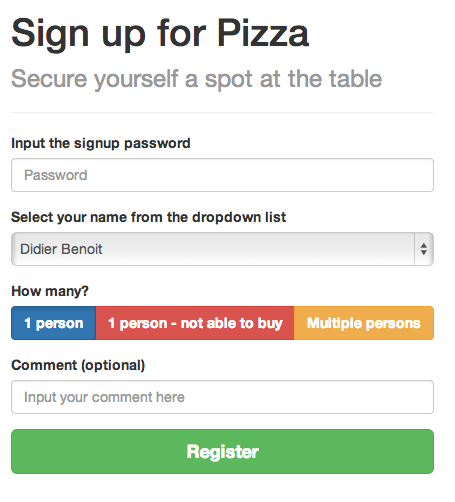 Sign up for Pizza
Secure yourself a spot at the table
Input the signup password
Password
Select your name from the dropdown list
Didier Benoit
How many?
1 person 1 person - not able to buy Multiple persons
Comment (optional)
Input your comment here
Register